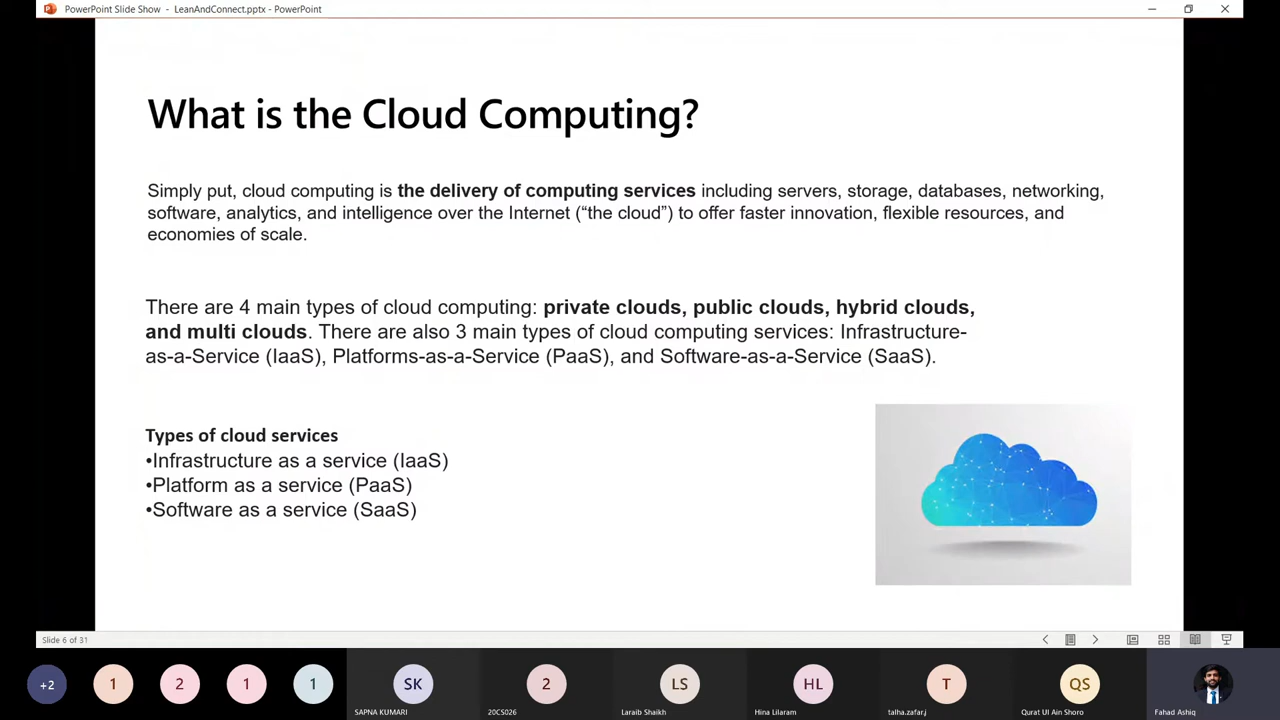 PowerPoint Slide Show - LeanAndConnect.pptx - PowerPoint
What is the Cloud Computing?
Simply put, cloud computing is the delivery of computing services including servers, storage, databases, networking,
software, analytics, and intelligence over the Internet (“the cloud”) to offer faster innovation, flexible resources, and
economies of scale.
There are 4 main types of cloud computing: private clouds, public clouds, hybrid clouds,
and multi clouds. There are also 3 main types of cloud computing services: Infrastructure-
as-a-Service (IaaS), Platforms-as-a-Service (PaaS), and Software-as-a-Service (SaaS).
Types of cloud services
•Infrastructure as a service (IaaS)
•Platform as a service (PaaS)
•Software as a service (SaaS)
Slide 6 of 31
+2 1 2 1 1 SK 2 LS HL T QS
SAPNA KUMARI 20CS026 Laraib Shaikh Hina Lilaram talha.zafar.j Qurat Ul Ain Shoro Fahad Ashiq